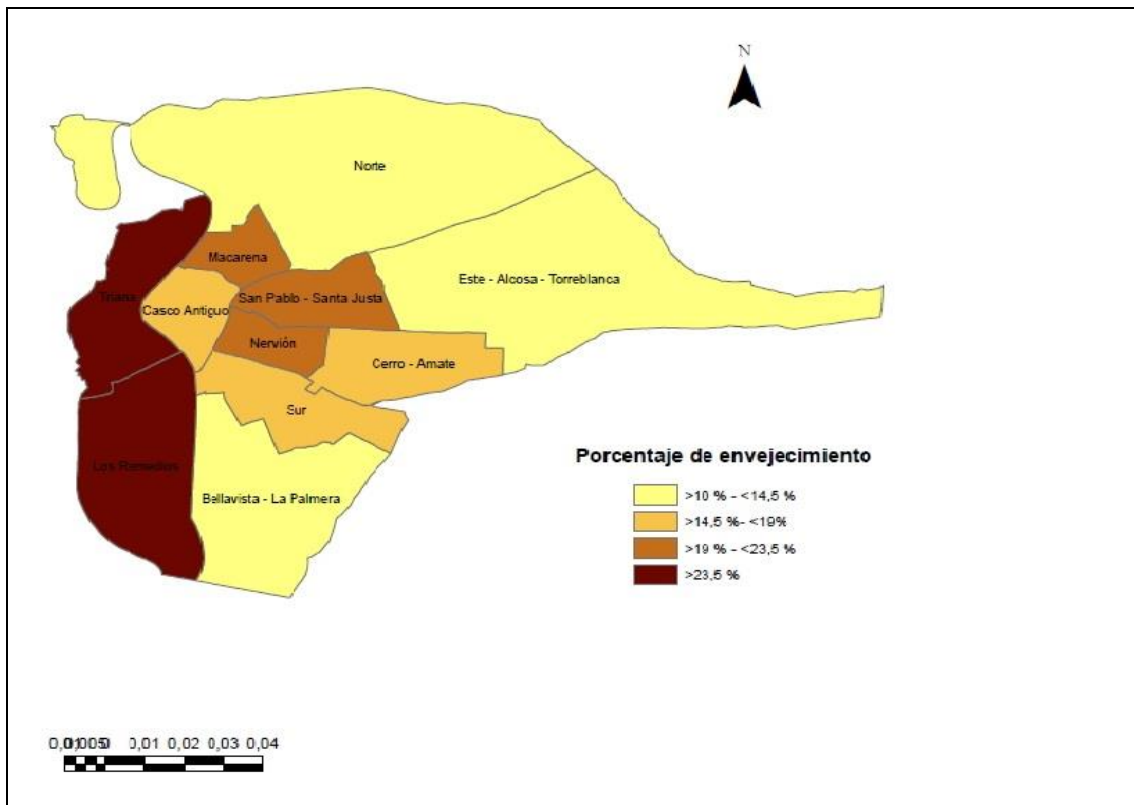 N
Norte
Macarena
Este - Alcosa - Torreblanca
Triana
San Pablo - Santa Justa
Casco Antiguo
Nervión
Cerro - Amate
Sur
Los Remedios
Bellavista - La Palmera
Porcentaje de envejecimiento
>10 % - <14,5 %
>14,5 %- <19%
>19 % - <23,5 %
>23,5 %
0,01 0,02 0,03 0,04